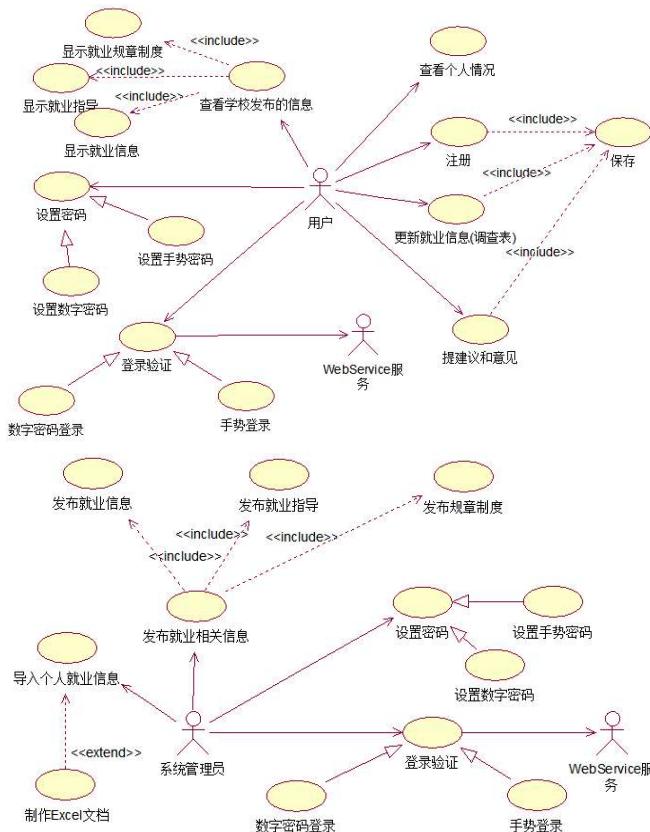 <<include>>
显示就业规章制度
查看个人情况
<<include>>
显示就业指导
<<include>>
查看学校发布的信息
<<include>>
显示就业信息
注册
保存
<<include>>
设置密码
用户
更新就业信息(调查表)
设置手势密码
<<include>>
设置数字密码
登录验证
WebService服
务
提建议和意见
数字密码登录
手势登录
发布就业信息
发布就业指导
发布规章制度
<<include>>
<<include>>
<<include>>
发布就业相关信息
设置密码
设置手势密码
导入个人就业信息
设置数字密码
<<extend>>
系统管理员
登录验证
WebService服
务
制作Excel文档
数字密码登录
手势登录